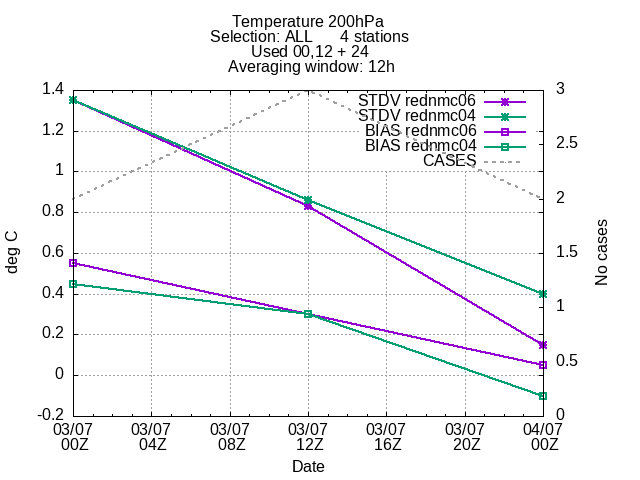 Temperature 200hPa
Selection: ALL 4 stations
Used 00,12 + 24
Averaging window: 12h
STDV rednmc06
STDV rednmc04
BIAS rednmc06
BIAS rednmc04
CASES
1.4
1.2
1
0.8
0.6
0.4
0.2
0
-0.2
deg C
3
2.5
2
1.5
1
0.5
0
No cases
03/07 03/07 03/07 03/07 03/07 03/07 04/07
00Z 04Z 08Z 12Z 16Z 20Z 00Z
Date